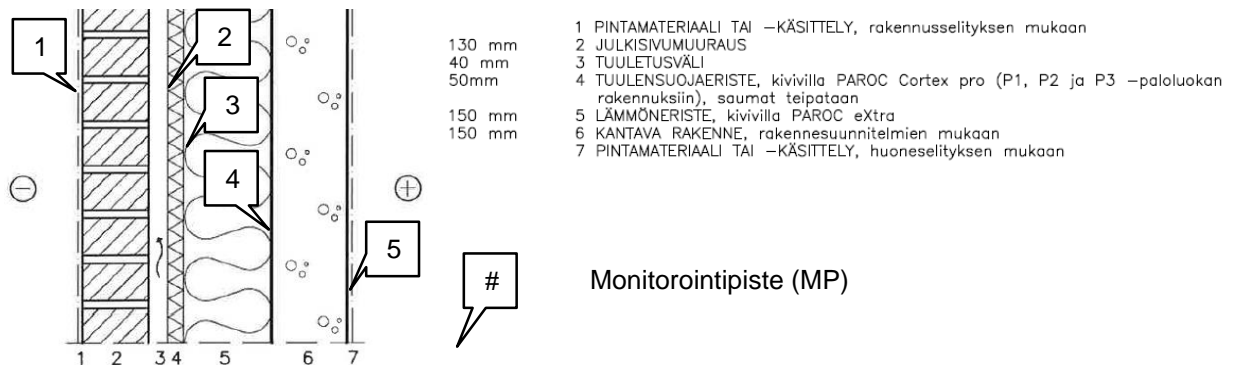 1
2
3
4
5
1 2 3 4 5 6 7
1 PINTAMATERIAALI TAI –KÄSITTELY, rakennusselityksen mukaan
130 mm 2 JULKISIVUMUURAUS
40 mm 3 TUULETUSVÄLI
50mm 4 TUULENSUOJAERISTE, kivivilla PAROC Cortex pro (P1, P2 ja P3 –paloluokan
rakennuksiin), saumat teipataan
150 mm 5 LÄMMÖNERISTE, kivivilla PAROC eXtra
150 mm 6 KANTAVA RAKENNE, rakennesuunnitelmien mukaan
7 PINTAMATERIAALI TAI –KÄSITTELY, huoneselityksen mukaan
# Monitorointipiste (MP)